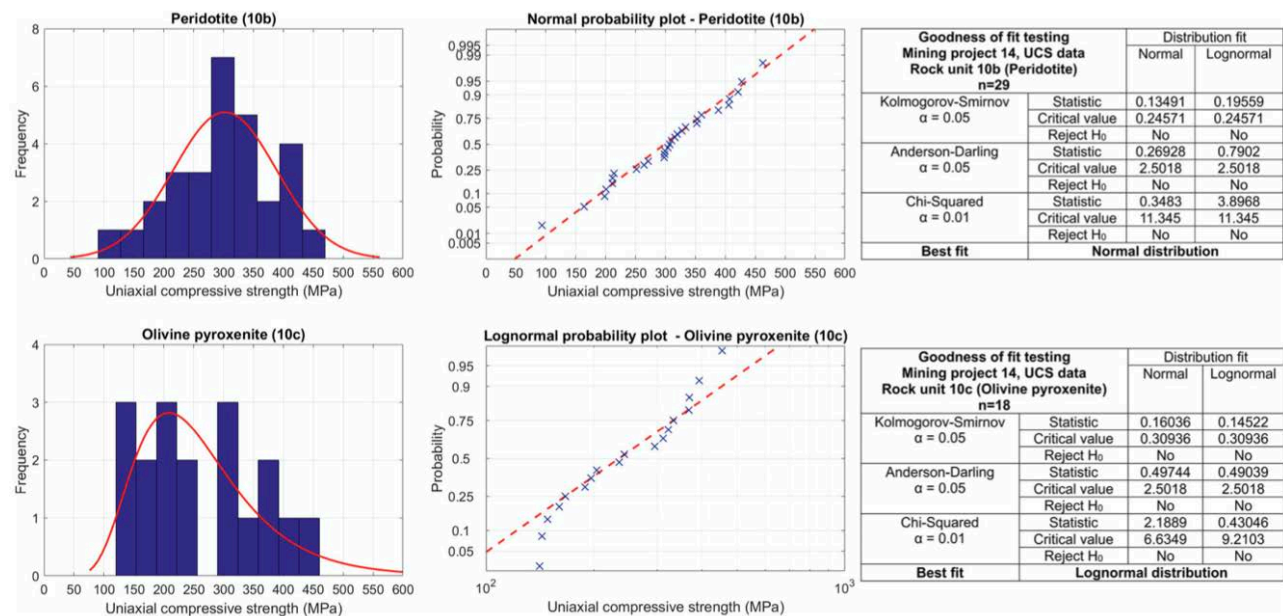 Peridotite (10b)
8
6
4
2
0
Frequency
0 50 100 150 200 250 300 350 400 450 500 550 600
Uniaxial compressive strength (MPa)
Normal probability plot - Peridotite (10b)
0.995
0.99
0.95
0.9
0.75
0.5
0.25
0.1
0.05
0.01
0.005
Probability
0 50 100 150 200 250 300 350 400 450 500 550 600
Uniaxial compressive strength (MPa)
Goodness of fit testing
Mining project 14, UCS data
Rock unit 10b (Peridotite)
n=29
Distribution fit
Normal Lognormal
Kolmogorov-Smirnov
α = 0.05
Statistic 0.13491 0.19559
Critical value 0.24571 0.24571
Reject H₀ No No
Anderson-Darling
α = 0.05
Statistic 0.26928 0.7902
Critical value 2.5018 2.5018
Reject H₀ No No
Chi-Squared
α = 0.01
Statistic 0.3483 3.8968
Critical value 11.345 11.345
Reject H₀ No No
Best fit Normal distribution
Olivine pyroxenite (10c)
4
3
2
1
0
Frequency
0 50 100 150 200 250 300 350 400 450 500 550 600
Uniaxial compressive strength (MPa)
Lognormal probability plot - Olivine pyroxenite (10c)
0.95
0.9
0.75
0.5
0.25
0.1
0.05
Probability
10² 10³
Uniaxial compressive strength (MPa)
Goodness of fit testing
Mining project 14, UCS data
Rock unit 10c (Olivine pyroxenite)
n=18
Distribution fit
Normal Lognormal
Kolmogorov-Smirnov
α = 0.05
Statistic 0.16036 0.14522
Critical value 0.30936 0.30936
Reject H₀ No No
Anderson-Darling
α = 0.05
Statistic 0.49744 0.49039
Critical value 2.5018 2.5018
Reject H₀ No No
Chi-Squared
α = 0.01
Statistic 2.1889 0.43046
Critical value 6.6349 9.2103
Reject H₀ No No
Best fit Lognormal distribution